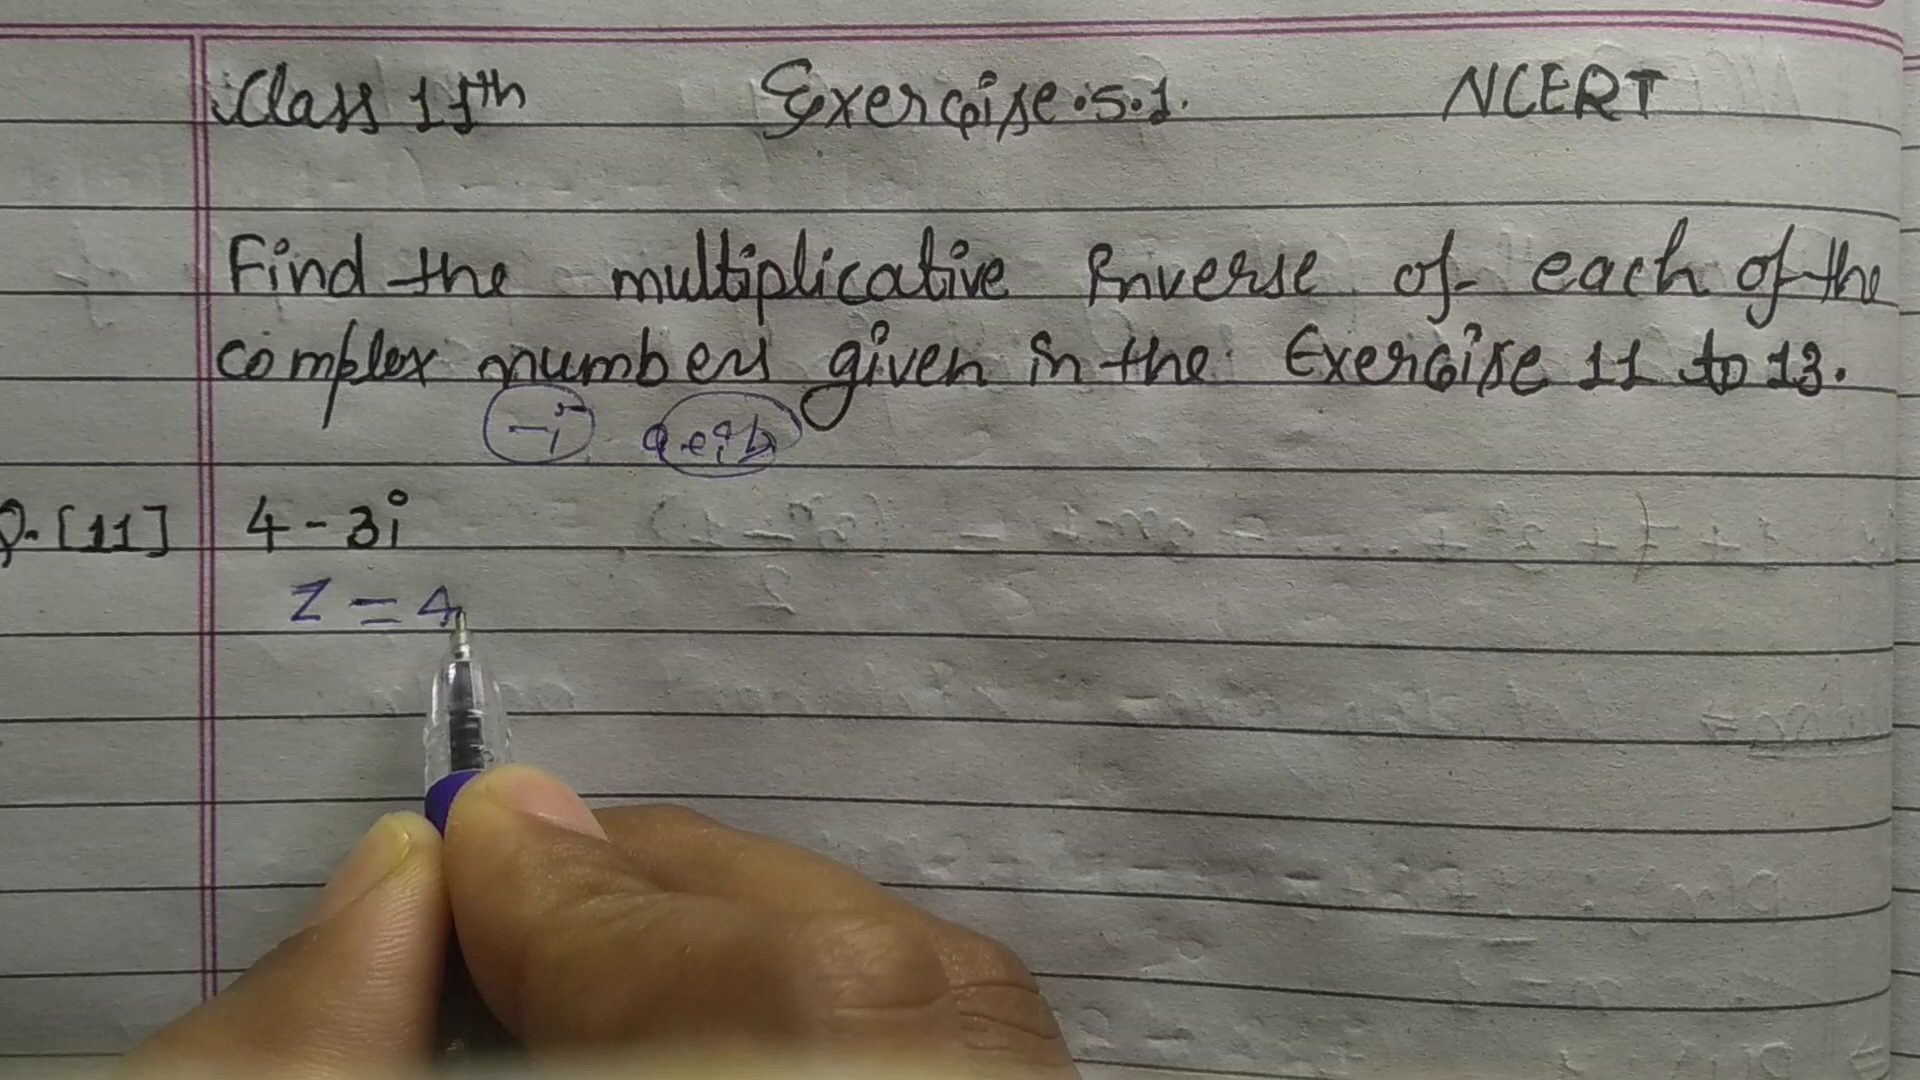 Class 11th Exercise.5.1. NCERT
Find the multiplicative Inverse of each of the
complex numbers given in the Exercise 11 to 13.
-i
Q.[11] 4-3i
Z = 4